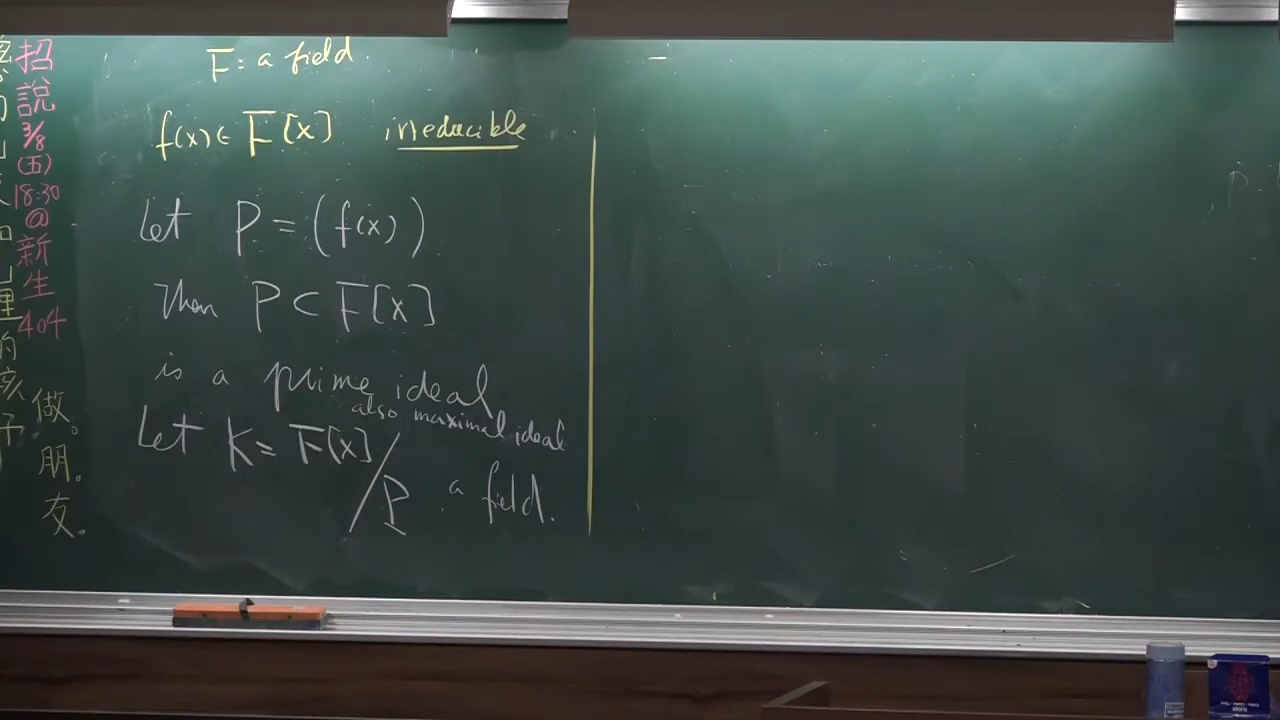 招
說
3/8
(五)
18:30
@
新
生
404
做。
朋。
友。
F: a field.
f(x) ∈ F[x] irreducible
Let P = (f(x))
Then P ⊂ F[x]
is a prime ideal
also maximal ideal
Let K = F[x]/P a field.